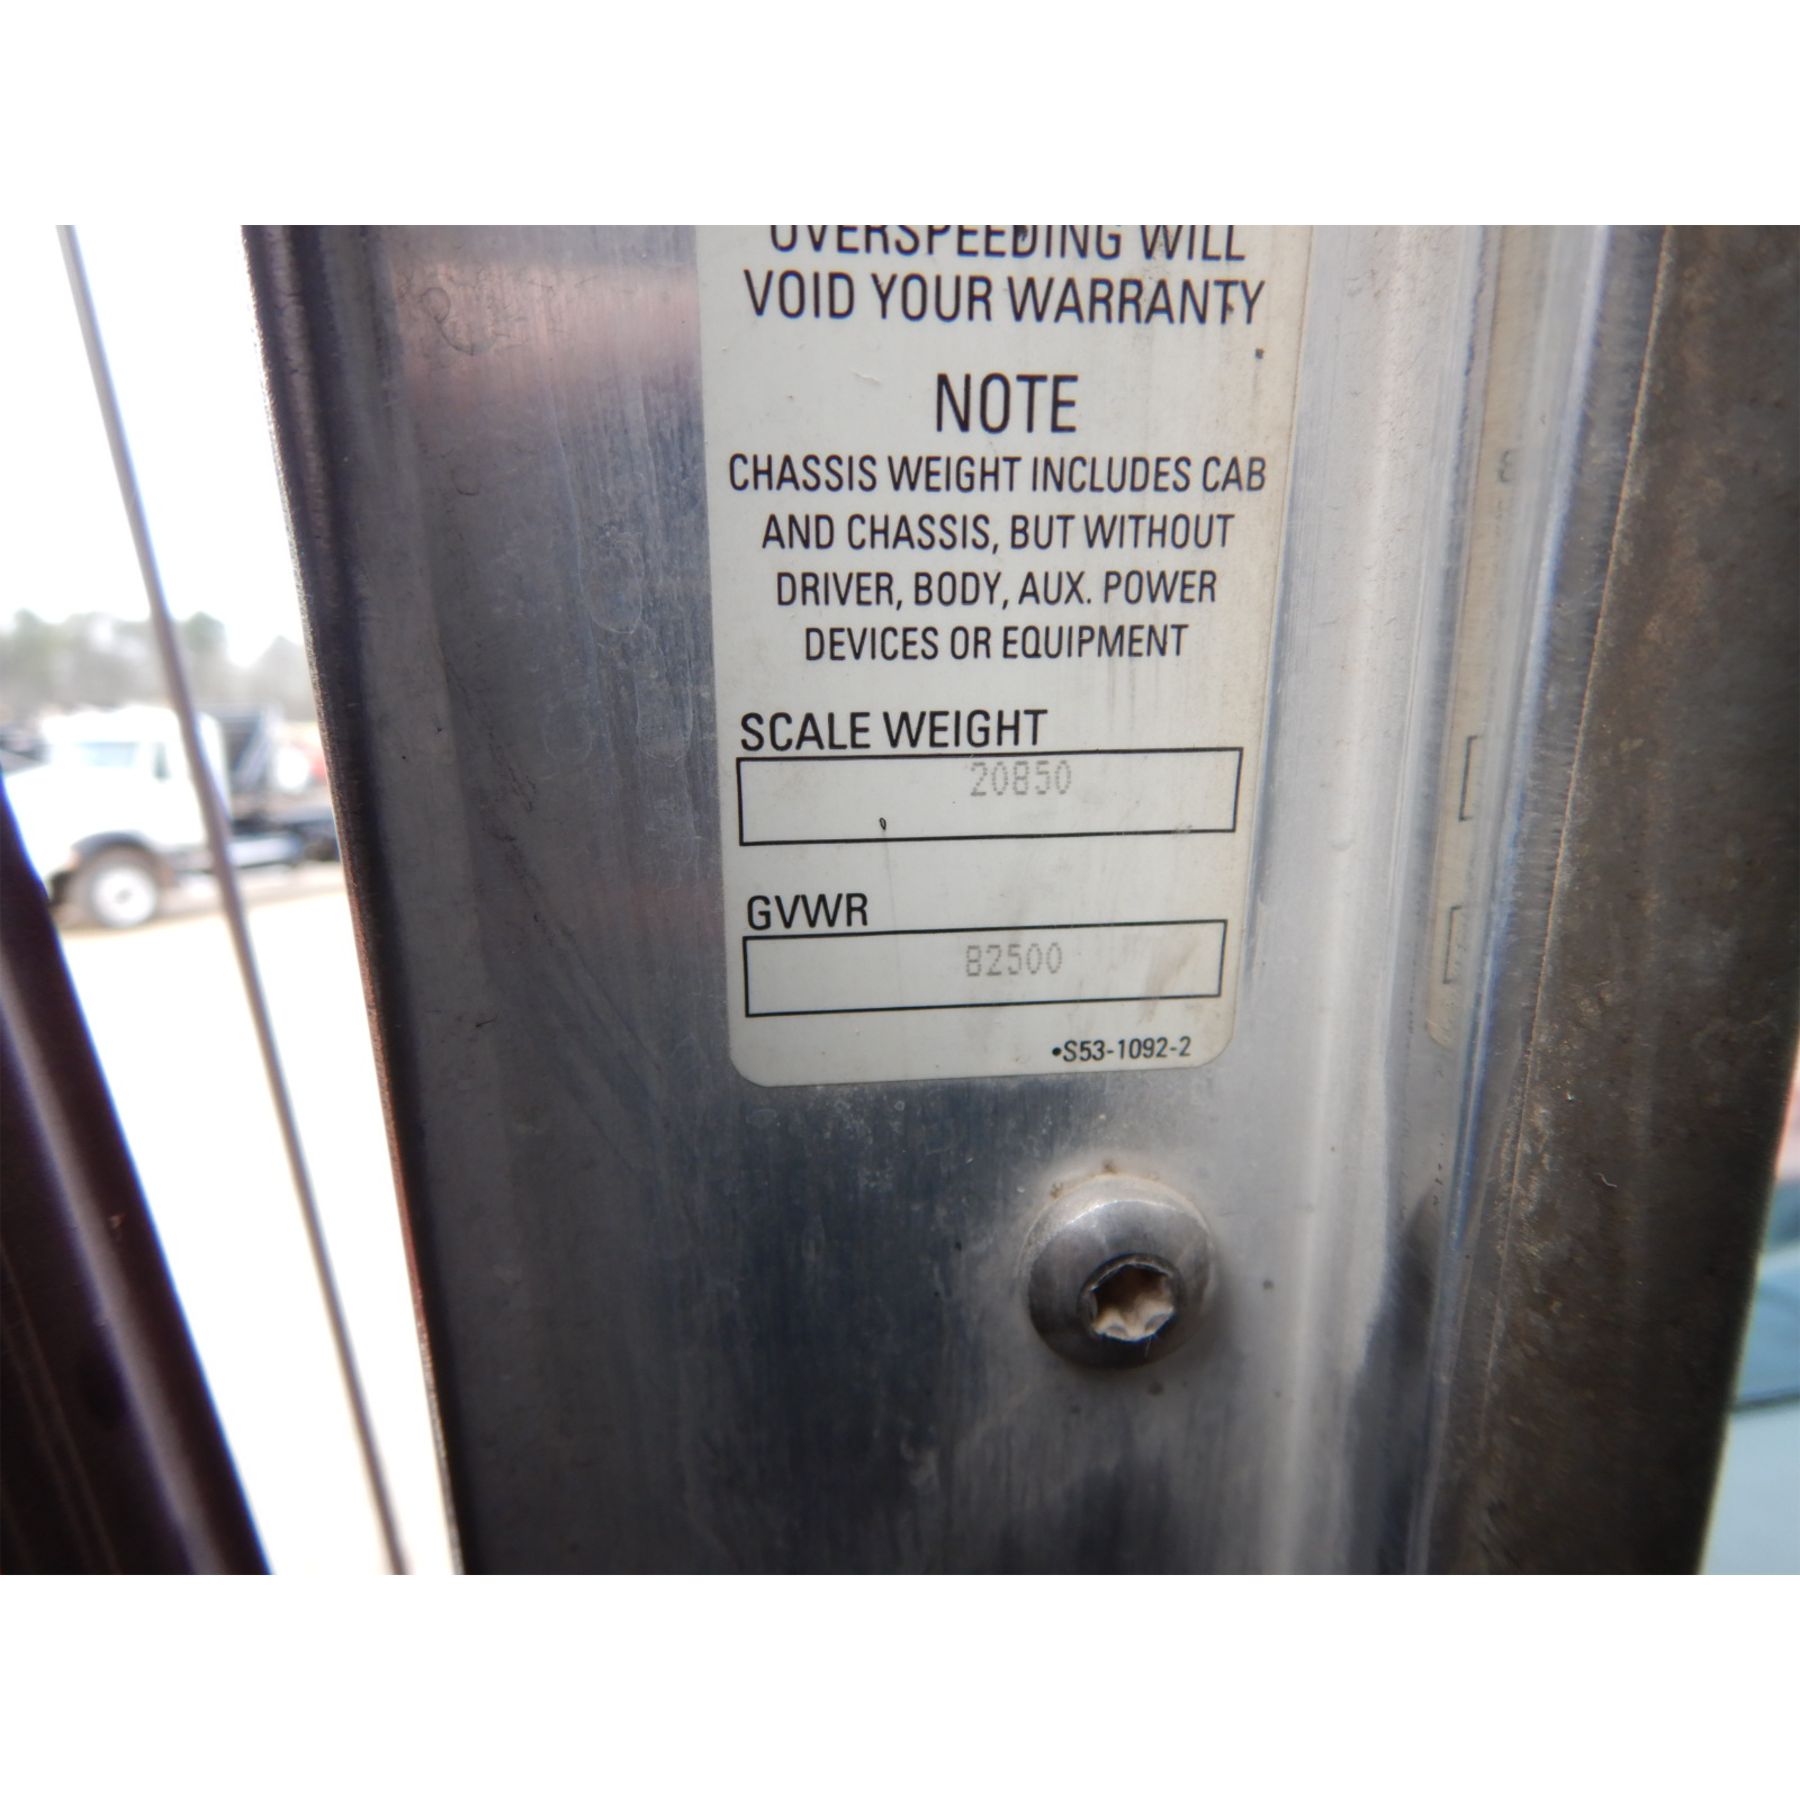 OVERSPEEDING WILL
VOID YOUR WARRANTY
NOTE
CHASSIS WEIGHT INCLUDES CAB
AND CHASSIS, BUT WITHOUT
DRIVER, BODY, AUX. POWER
DEVICES OR EQUIPMENT
SCALE WEIGHT
20850
GVWR
82500
•S53-1092-2